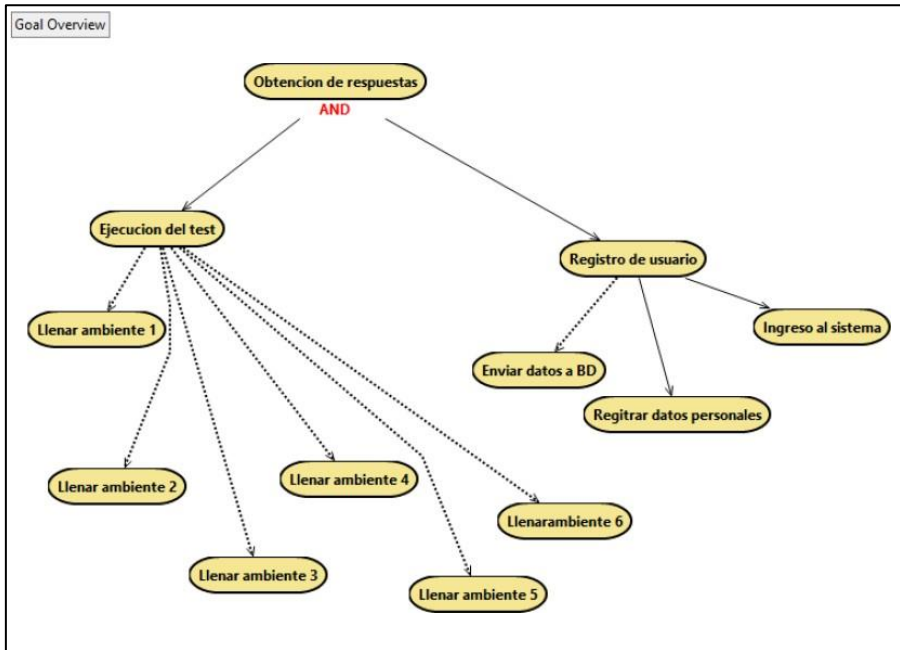 Goal Overview
Obtencion de respuestas
AND
Ejecucion del test
Registro de usuario
Llenar ambiente 1
Ingreso al sistema
Enviar datos a BD
Regitrar datos personales
Llenar ambiente 2
Llenar ambiente 4
Llenarambiente 6
Llenar ambiente 3
Llenar ambiente 5